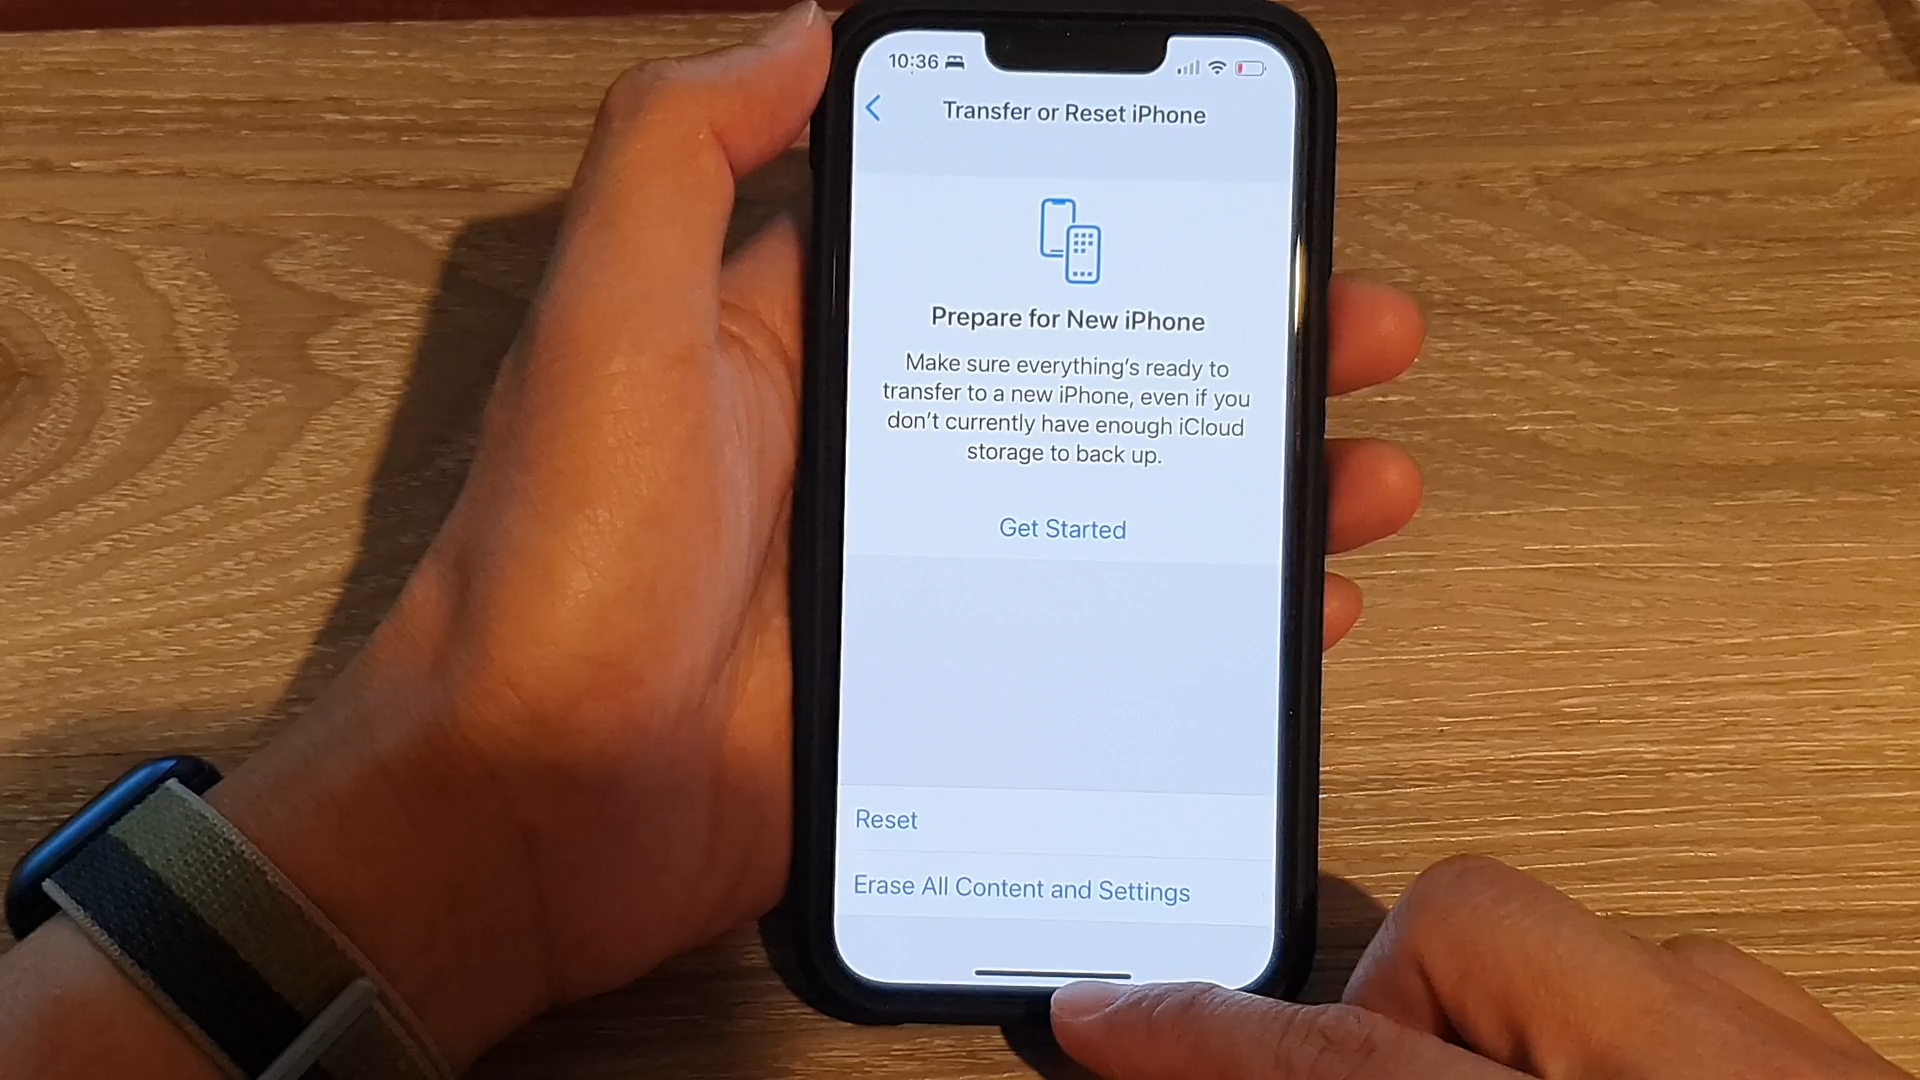 10:36
Transfer or Reset iPhone
Prepare for New iPhone
Make sure everything's ready to
transfer to a new iPhone, even if you
don't currently have enough iCloud
storage to back up.
Get Started
Reset
Erase All Content and Settings